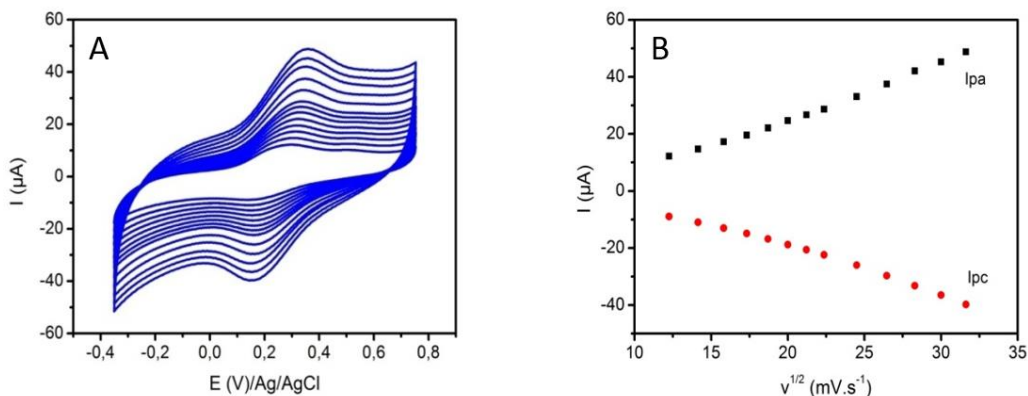 A
60
40
20
0
-20
-40
-60
I (µA)
-0,4 -0,2 0,0 0,2 0,4 0,6 0,8
E (V)/Ag/AgCl
B
60
40
20
0
-20
-40
I (µA)
Ipa
Ipc
10 15 20 25 30 35
v^1/2 (mV.s^-1)